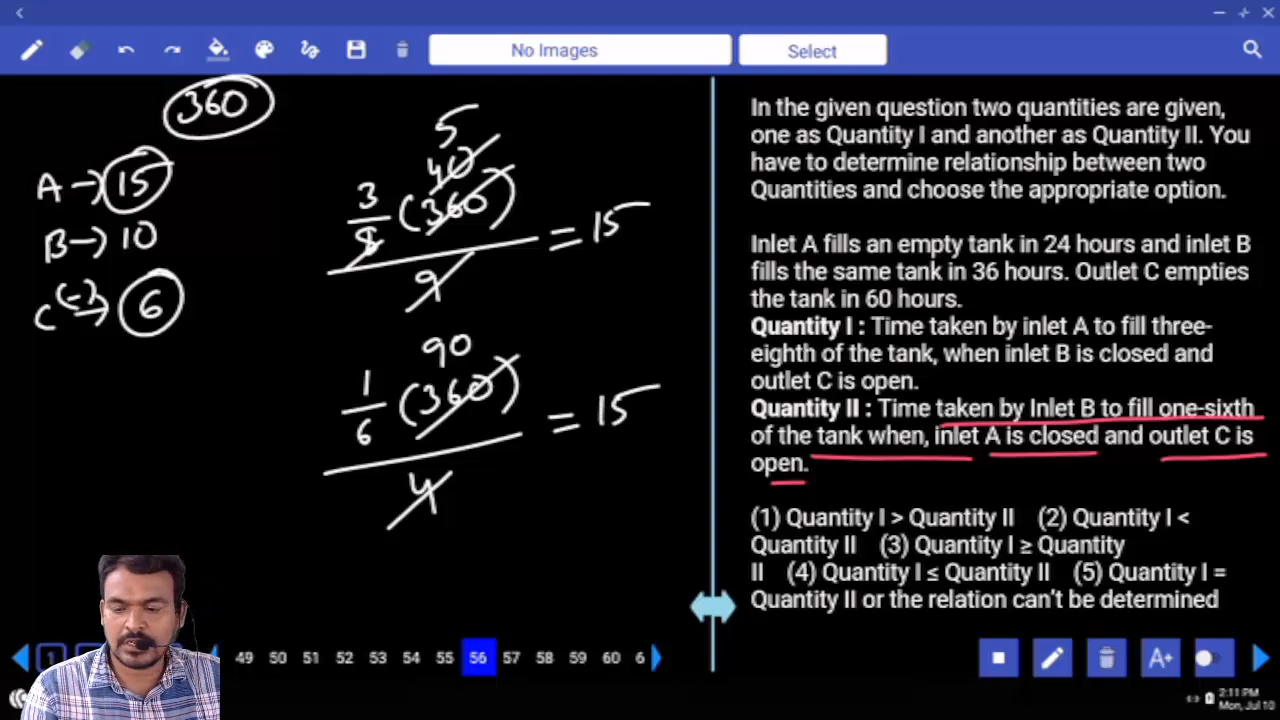 No Images
Select
360
A → 15
B → 10
C (-) → 6
5
40
3/8 (360)
9
= 15
90
1/6 (360)
4
= 15
In the given question two quantities are given,
one as Quantity I and another as Quantity II. You
have to determine relationship between two
Quantities and choose the appropriate option.
Inlet A fills an empty tank in 24 hours and inlet B
fills the same tank in 36 hours. Outlet C empties
the tank in 60 hours.
Quantity I : Time taken by inlet A to fill three-
eighth of the tank, when inlet B is closed and
outlet C is open.
Quantity II : Time taken by Inlet B to fill one-sixth
of the tank when, inlet A is closed and outlet C is
open.
(1) Quantity I > Quantity II (2) Quantity I <
Quantity II (3) Quantity I ≥ Quantity
II (4) Quantity I ≤ Quantity II (5) Quantity I =
Quantity II or the relation can't be determined
49 50 51 52 53 54 55 56 57 58 59 60 6
A+
2:11 PM
Mon, Jul 10